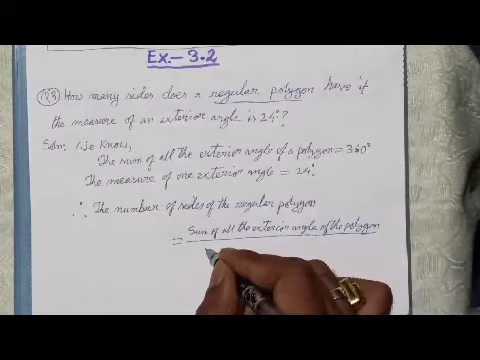 Ex.- 3.2
Q3 How many sides does a regular polygon have if
the measure of an exterior angle is 24°?
Soln: We know,
The sum of all the exterior angle of a polygon = 360°
The measure of one exterior angle = 24°.
∴ The number of sides of the regular polygon
= Sum of all the exterior angle of the polygon